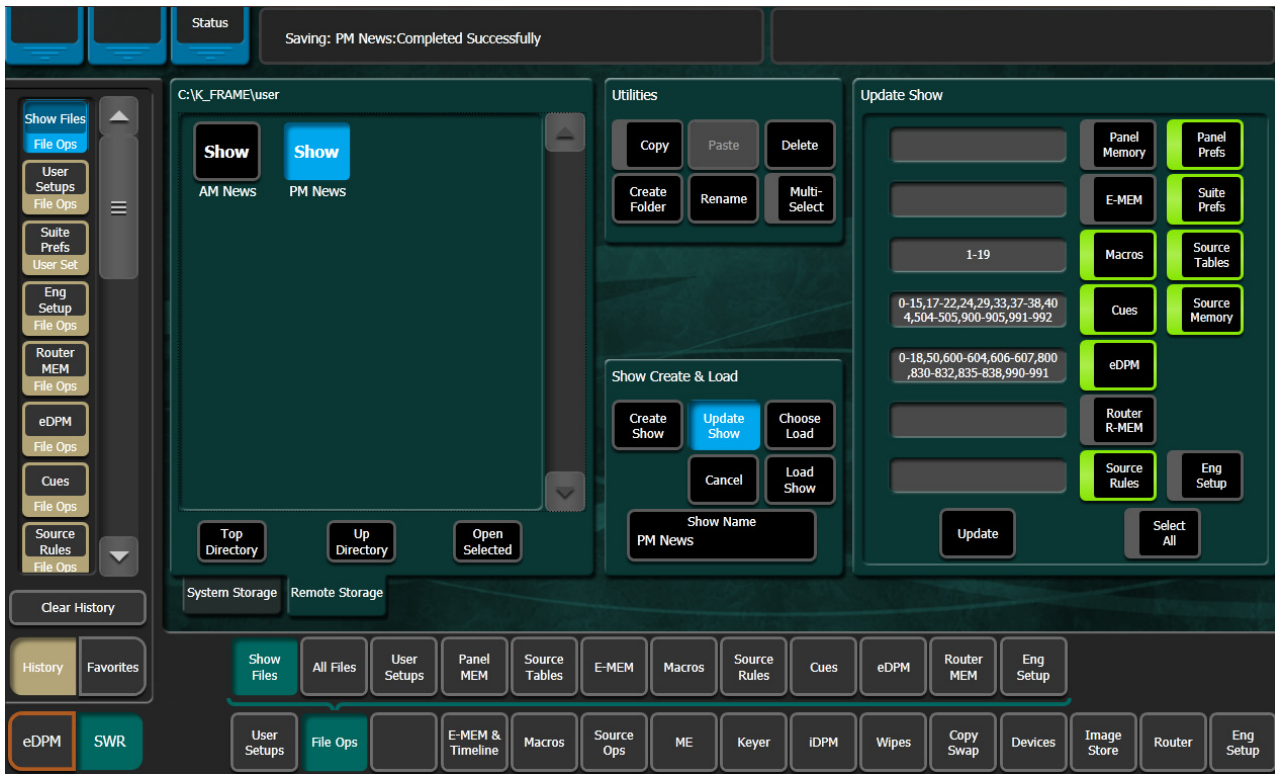 Status
Saving: PM News:Completed Successfully
Show Files
File Ops
User
Setups
File Ops
Suite
Prefs
User Set
Eng
Setup
File Ops
Router
MEM
File Ops
eDPM
File Ops
Cues
File Ops
Source
Rules
File Ops
Clear History
History
Favorites
eDPM
SWR
C:\K_FRAME\user
Show
Show
AM News
PM News
Top
Directory
Up
Directory
Open
Selected
System Storage
Remote Storage
Utilities
Copy
Paste
Delete
Create
Folder
Rename
Multi-
Select
Show Create & Load
Create
Show
Update
Show
Choose
Load
Cancel
Load
Show
Show Name
PM News
Update Show
Panel
Memory
Panel
Prefs
E-MEM
Suite
Prefs
1-19
Macros
Source
Tables
0-15,17-22,24,29,33,37-38,40
4,504-505,900-905,991-992
Cues
Source
Memory
0-18,50,600-604,606-607,800
,830-832,835-838,990-991
eDPM
Router
R-MEM
Source
Rules
Eng
Setup
Update
Select
All
Show
Files
All Files
User
Setups
Panel
MEM
Source
Tables
E-MEM
Macros
Source
Rules
Cues
eDPM
Router
MEM
Eng
Setup
User
Setups
File Ops
E-MEM &
Timeline
Macros
Source
Ops
ME
Keyer
iDPM
Wipes
Copy
Swap
Devices
Image
Store
Router
Eng
Setup